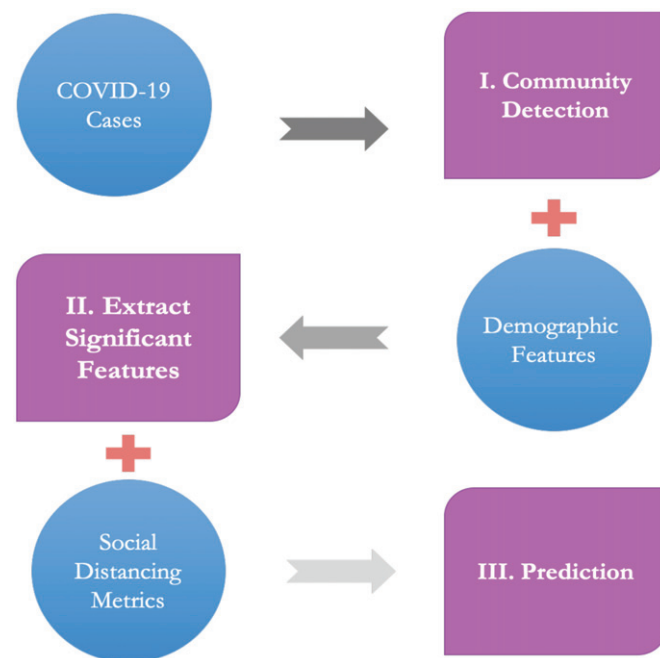 COVID-19
Cases
I. Community
Detection
Demographic
Features
II. Extract
Significant
Features
Social
Distancing
Metrics
III. Prediction